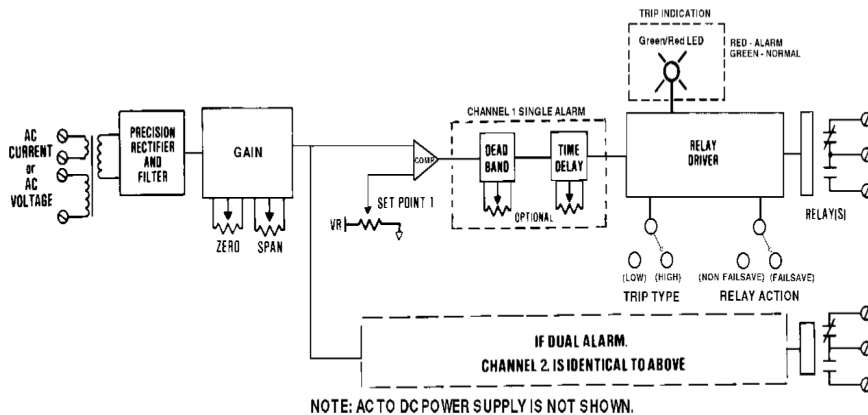 TRIP INDICATION
Green/Red LED
RED - ALARM
GREEN - NORMAL
CHANNEL 1 SINGLE ALARM
AC
CURRENT
or
AC
VOLTAGE
PRECISION
RECTIFIER
AND
FILTER
GAIN
ZERO
SPAN
COMP.
VR
SET POINT 1
DEAD
BAND
TIME
DELAY
OPTIONAL
RELAY
DRIVER
RELAY(S)
(LOW)
(HIGH)
TRIP TYPE
(NON FAILSAVE)
(FAILSAVE)
RELAY ACTION
IF DUAL ALARM.
CHANNEL 2. IS IDENTICAL TO ABOVE
NOTE: AC TO DC POWER SUPPLY IS NOT SHOWN.